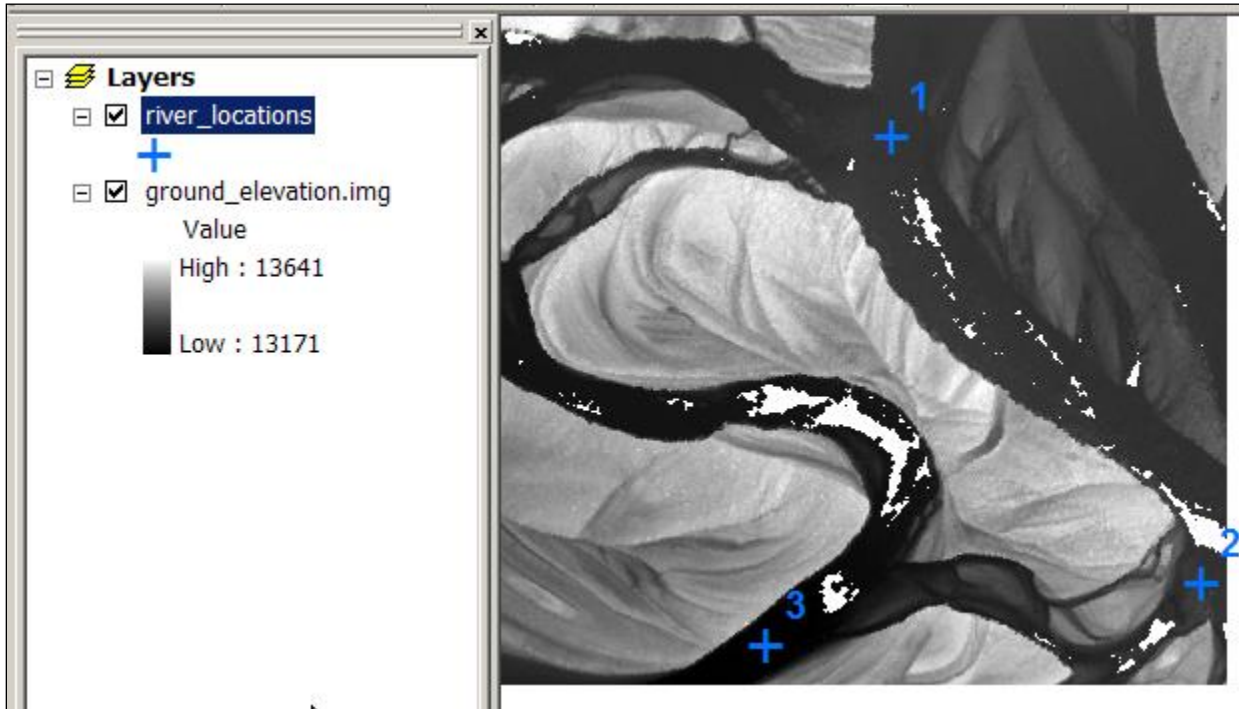 Layers
river_locations
ground_elevation.img
Value
High : 13641
Low : 13171
1
2
3